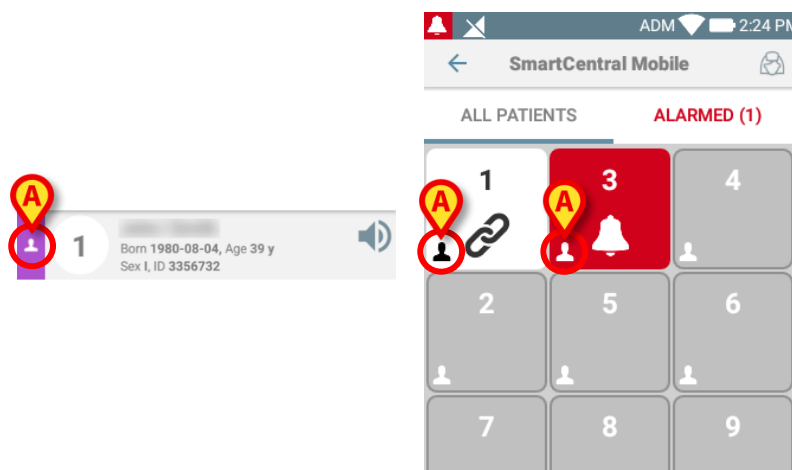 A
1
Born 1980-08-04, Age 39 y
Sex I, ID 3356732
ADM 2:24 PM
SmartCentral Mobile
ALL PATIENTS ALARMED (1)
1 3 4
A A
2 5 6
7 8 9